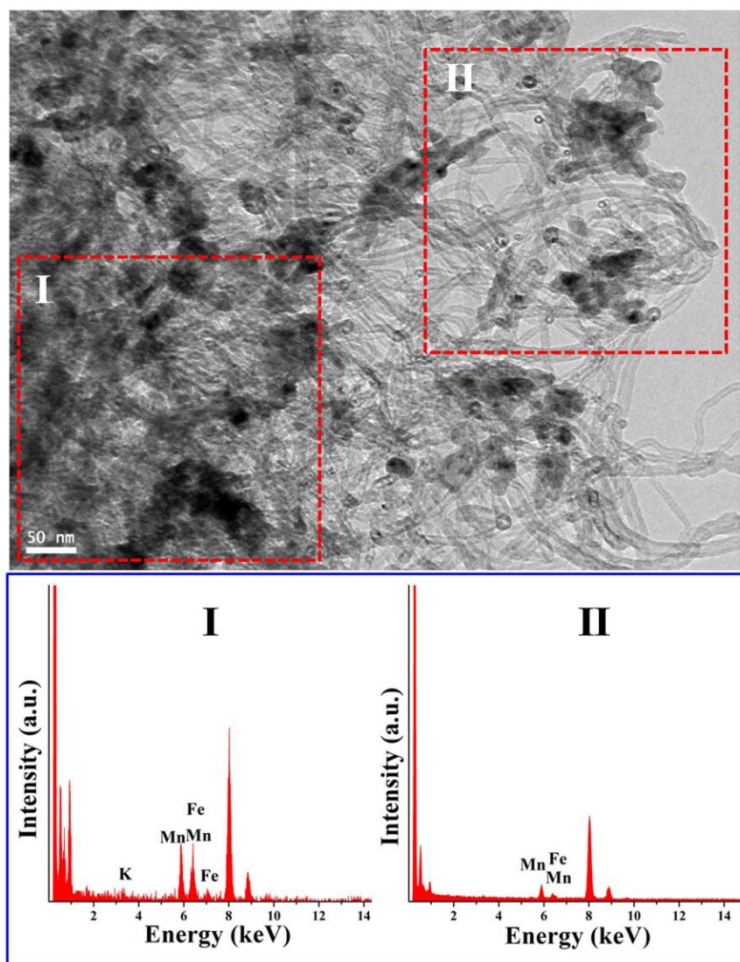 II
I
50 nm
I
Intensity (a.u.)
K
Mn
Fe
Mn
Fe
2 4 6 8 10 12 14
Energy (keV)
II
Intensity (a.u.)
Mn
Fe
Mn
2 4 6 8 10 12 14
Energy (keV)